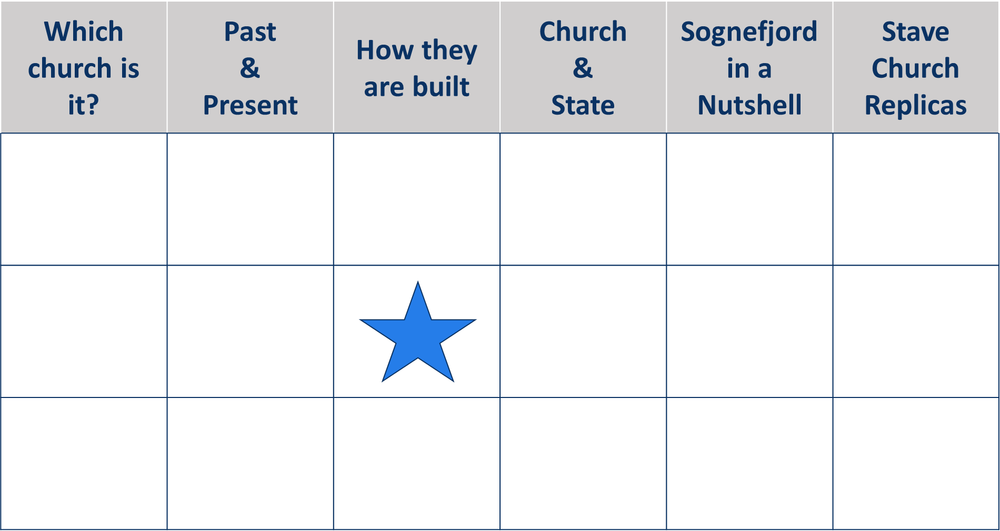 Which
church is
it?
Past
&
Present
How they
are built
Church
&
State
Sognefjord
in a
Nutshell
Stave
Church
Replicas